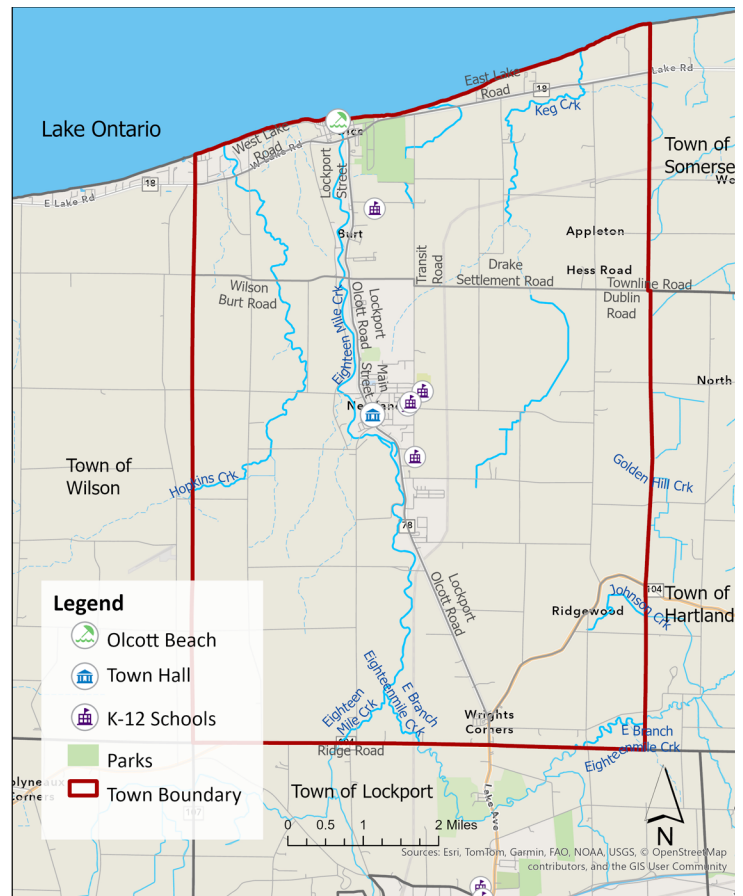 Lake Ontario
East Lake
Road
Lake Rd
18
Keg Crk
West Lake
Road
W Lake Rd
Town of
Somerse
18
E Lake Rd
Lockport
Street
Burt
Appleton
Hess Road
Transit
Road
Drake
Settlement Road
Townline Road
Dublin
Road
Wilson
Burt Road
Lockport
Olcott Road
Eighteen Mile Crk
Main
Street
North
Town of
Wilson
Hopkins Crk
Golden Hill Crk
78
Lockport
Olcott Road
104
Johnson Crk
Ridgewood
Town of
Hartland
Eighteen
Mile Crk
E Branch
Eighteenmile Crk
Wrights
Corners
E Branch
Eighteenmile Crk
Ridge Road
Town of Lockport
Lake Ave
Corners
107
Legend
Olcott Beach
Town Hall
K-12 Schools
Parks
Town Boundary
0 0.5 1 2 Miles
N
Sources: Esri, TomTom, Garmin, FAO, NOAA, USGS, © OpenStreetMap
contributors, and the GIS User Community